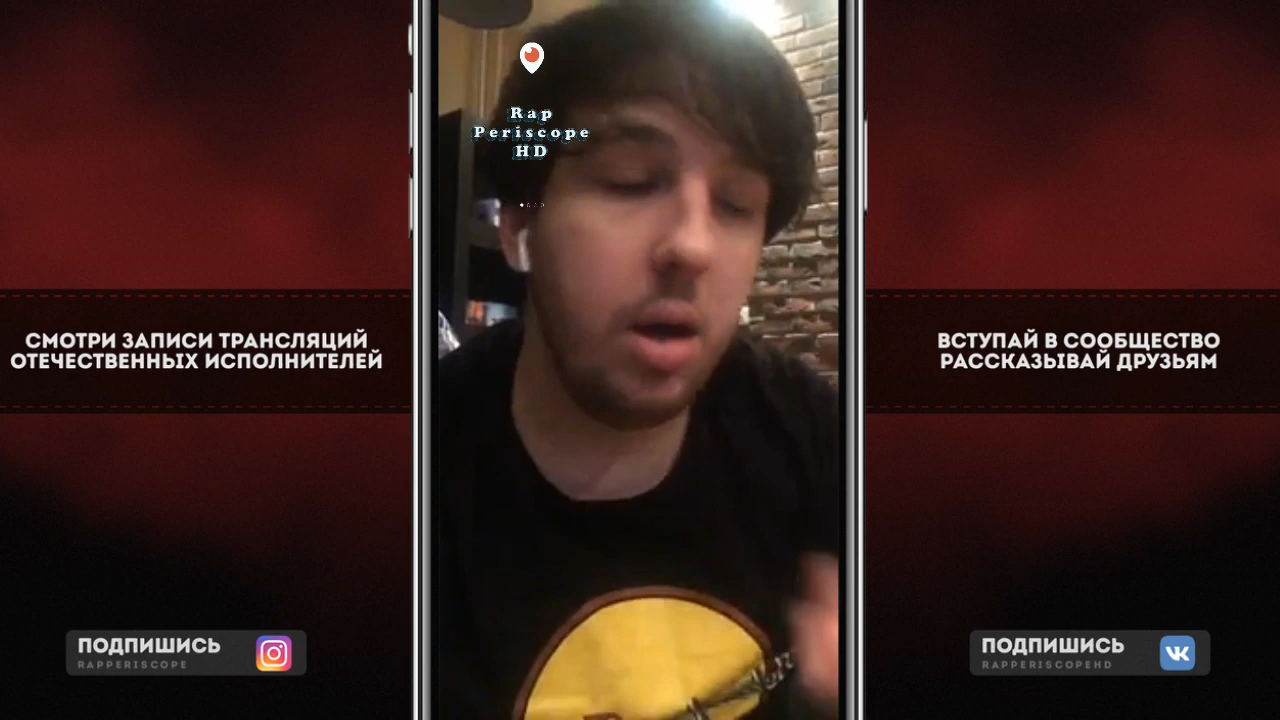 Rap
Periscope
HD
СМОТРИ ЗАПИСИ ТРАНСЛЯЦИЙ
ОТЕЧЕСТВЕННЫХ ИСПОЛНИТЕЛЕЙ
ВСТУПАЙ В СООБЩЕСТВО
РАССКАЗЫВАЙ ДРУЗЬЯМ
ПОДПИШИСЬ
RAPPERISCOPE
ПОДПИШИСЬ
RAPPERISCOPEHD